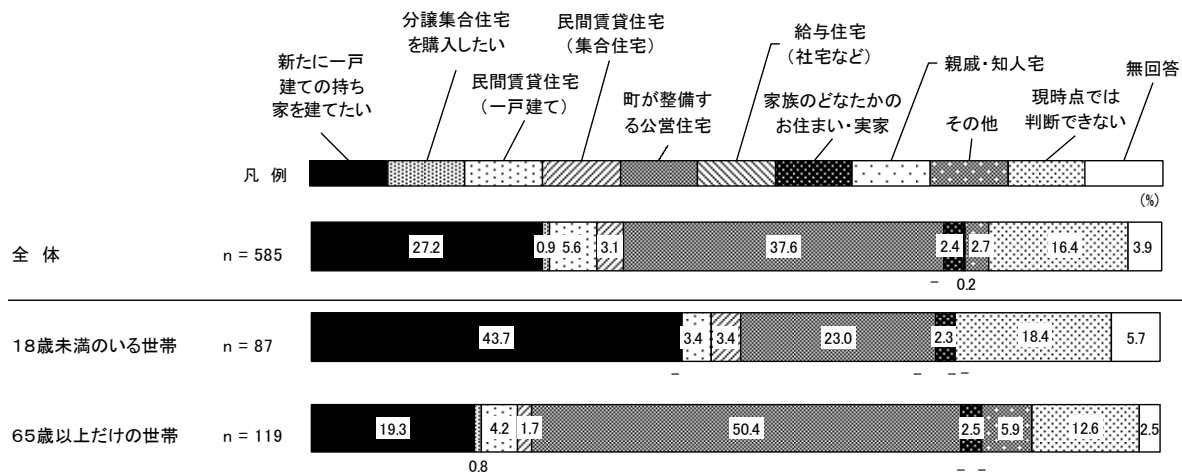 新たに一戸
建ての持ち
家を建てたい
分譲集合住宅
を購入したい
民間賃貸住宅
(一戸建て)
民間賃貸住宅
(集合住宅)
町が整備す
る公営住宅
給与住宅
(社宅など)
家族のどなたかの
お住まい・実家
親戚・知人宅
その他
現時点では
判断できない
無回答
凡 例
(%)
全 体 n = 585 27.2 0.9 5.6 3.1 37.6 2.4 2.7 16.4 3.9
– 0.2
18歳未満のいる世帯 n = 87 43.7 3.4 3.4 23.0 2.3 18.4 5.7
– – – –
65歳以上だけの世帯 n = 119 19.3 4.2 1.7 50.4 2.5 5.9 12.6 2.5
0.8 – –